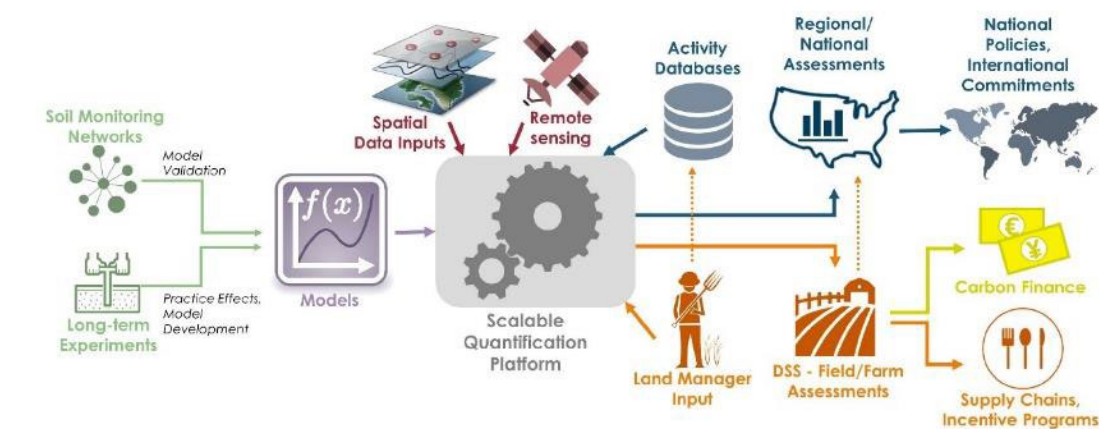 Soil Monitoring
Networks
Model
Validation
Long-term
Experiments
Practice Effects,
Model
Development
f(x)
Models
Spatial
Data Inputs
Remote
sensing
Scalable
Quantification
Platform
Activity
Databases
Land Manager
Input
Regional/
National
Assessments
DSS - Field/Farm
Assessments
National
Policies,
International
Commitments
€
¥
Carbon Finance
Supply Chains,
Incentive Programs